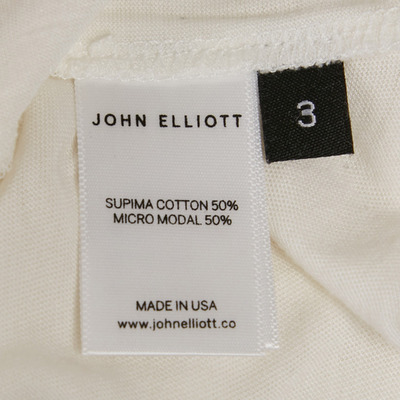 JOHN ELLIOTT
3
SUPIMA COTTON 50%
MICRO MODAL 50%
MADE IN USA
www.johnelliott.co